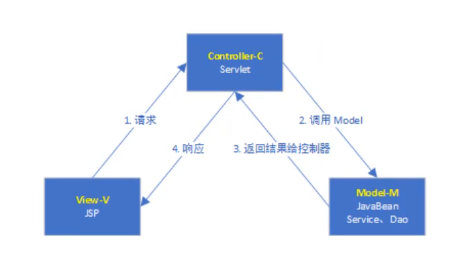 Controller-C
Servlet
1. 请求
2. 调用 Model
4. 响应
3. 返回结果绘控制器
View-V
JSP
Model-M
JavaBean
Service、Dao